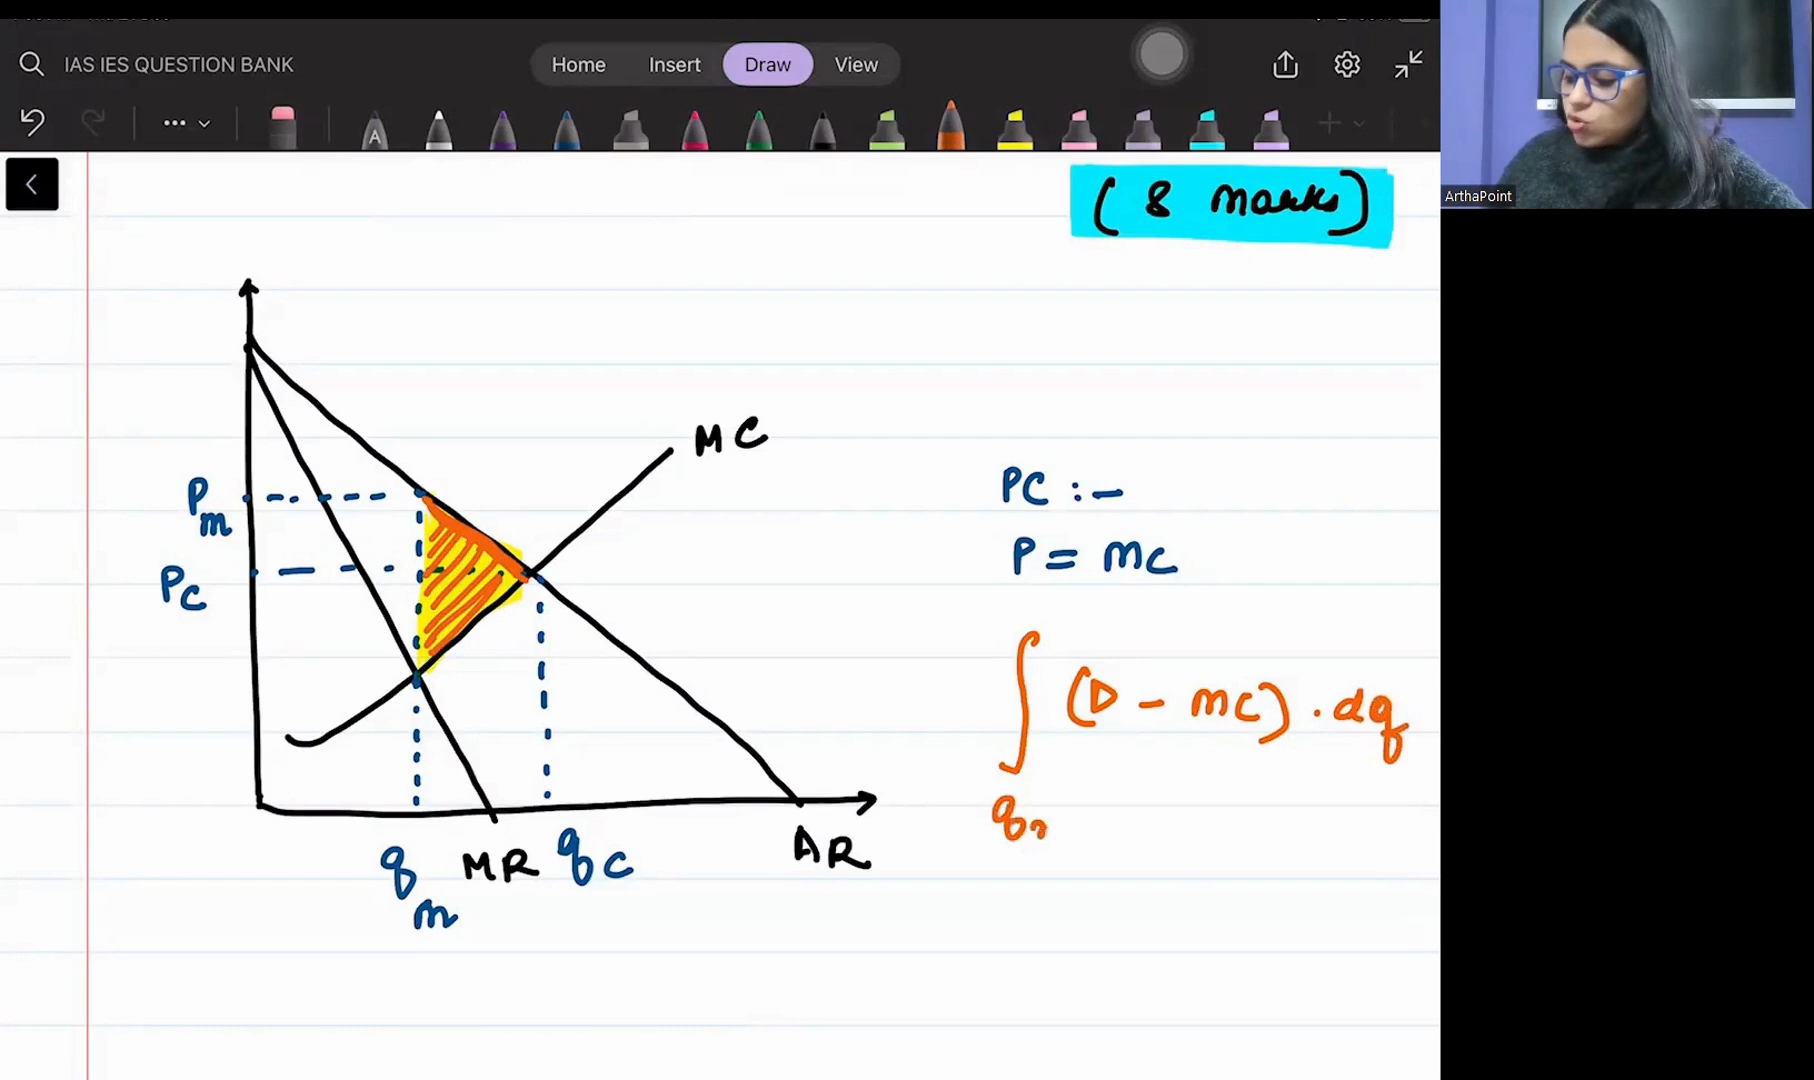 IAS IES QUESTION BANK
Home Insert Draw View
A
ArthaPoint
(8 marks)
MC
Pm
Pc
PC :-
P = MC
∫ (D - MC) . dq
qm MR qc AR